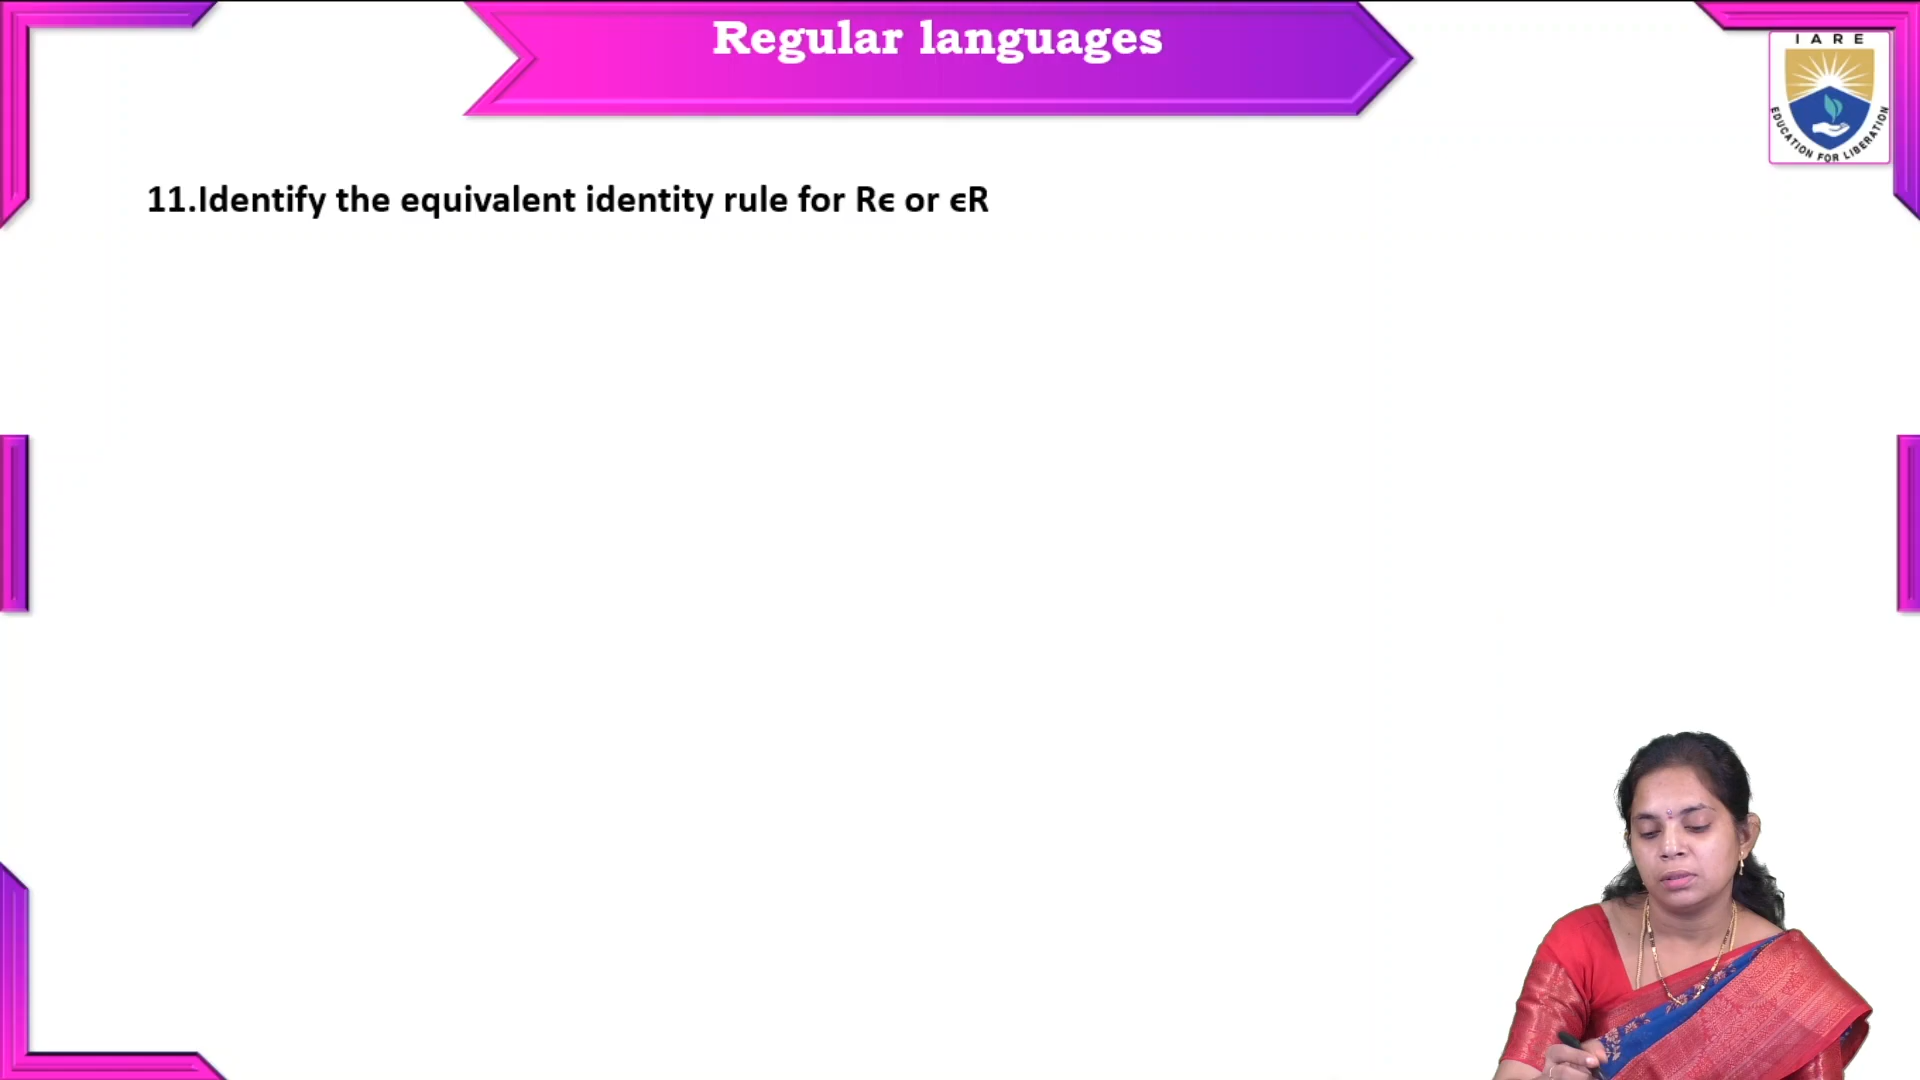 Regular languages
IARE
EDUCATION FOR LIBERATION
11.Identify the equivalent identity rule for Rϵ or ϵR